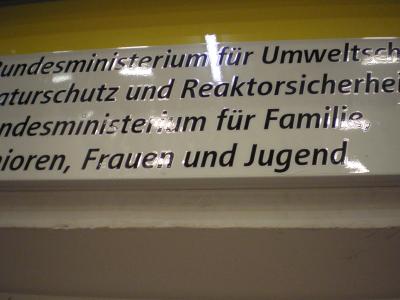 Bundesministerium für Umweltsch
aturschutz und Reaktorsicherhei
ndesministerium für Familie,
nioren, Frauen und Jugend